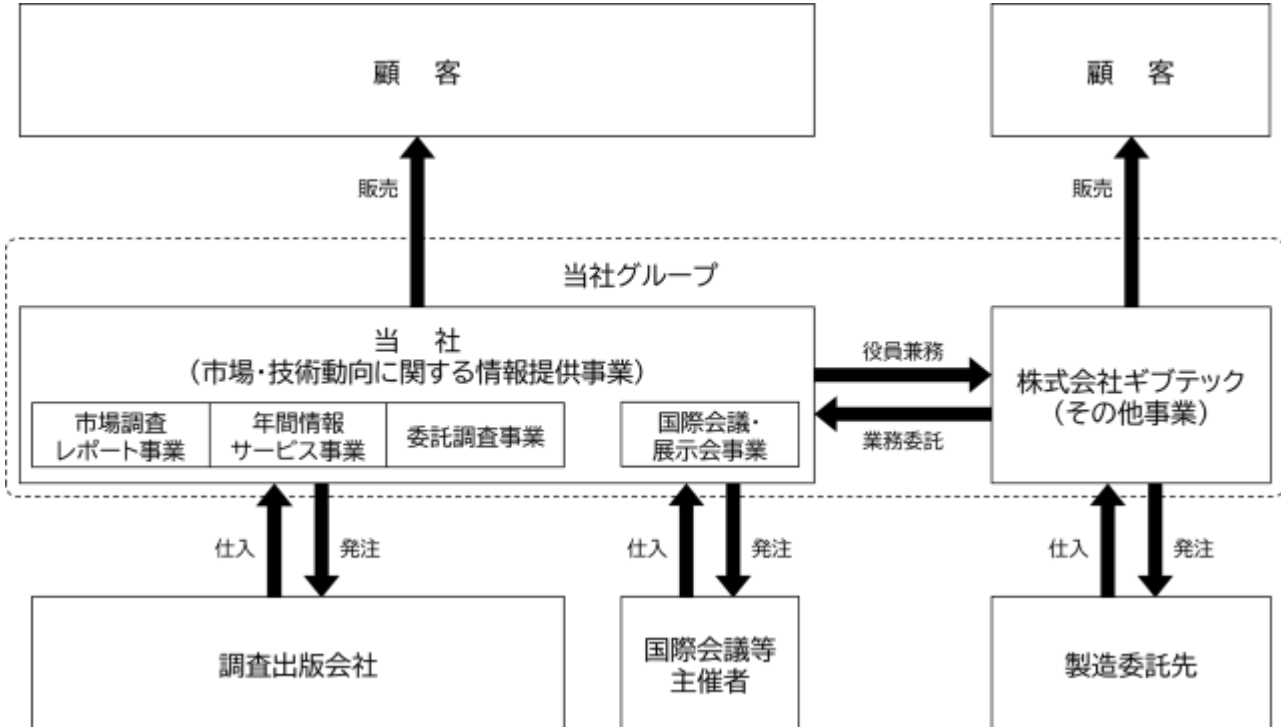 顧　客
顧　客
販売
販売
当社グループ
当　社
（市場・技術動向に関する情報提供事業）
市場調査
レポート事業
年間情報
サービス事業
委託調査事業
国際会議・
展示会事業
役員兼務
業務委託
株式会社ギブテック
（その他事業）
仕入
発注
仕入
発注
仕入
発注
調査出版会社
国際会議等
主催者
製造委託先